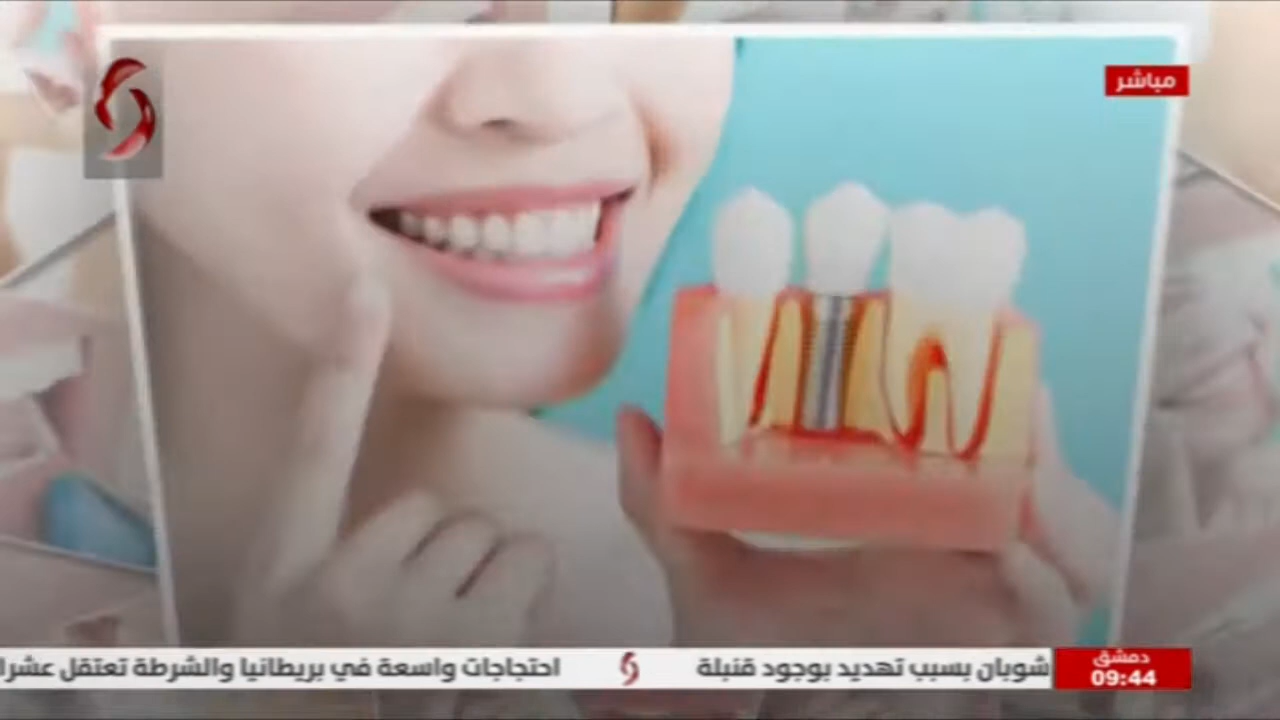 مباشر
شوبان بسبب تهديد بوجود قنبلة
احتجاجات واسعة في بريطانيا والشرطة تعتقل عشرا
دمشق
09:44